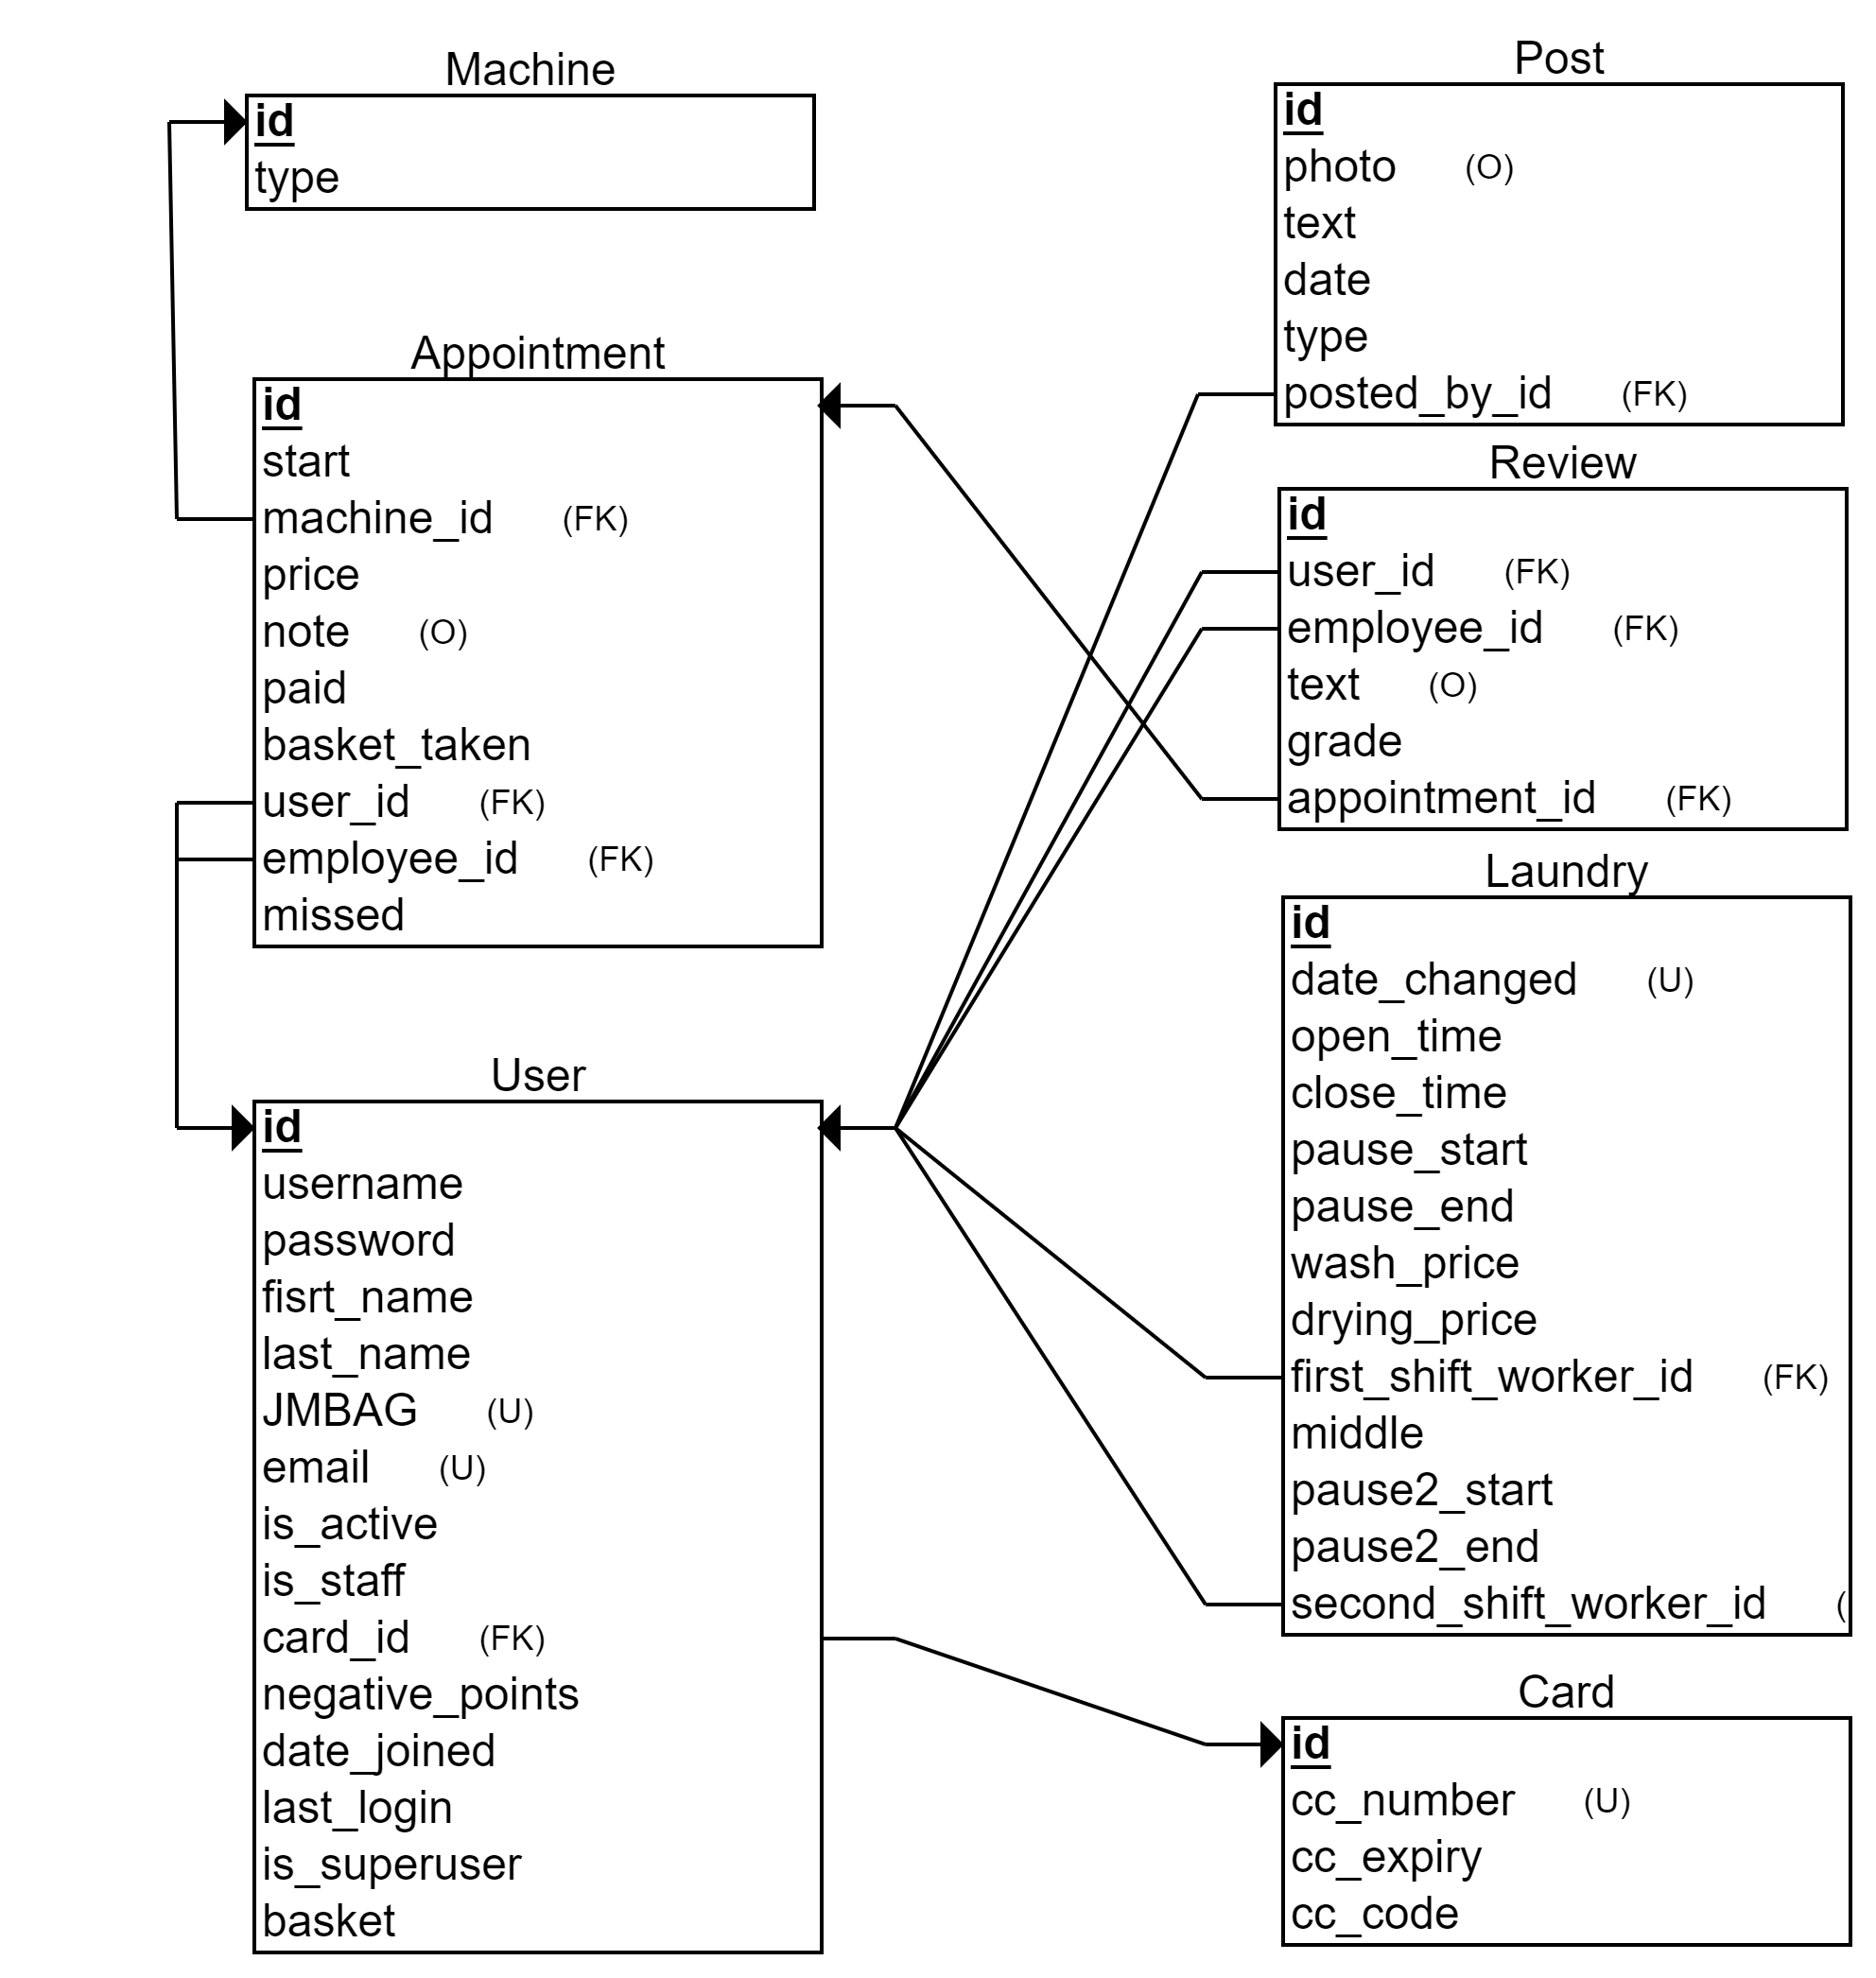 Machine
id
type
Appointment
id
start
machine_id (FK)
price
note (O)
paid
basket_taken
user_id (FK)
employee_id (FK)
missed
User
id
username
password
fisrt_name
last_name
JMBAG (U)
email (U)
is_active
is_staff
card_id (FK)
negative_points
date_joined
last_login
is_superuser
basket
Post
id
photo (O)
text
date
type
posted_by_id (FK)
Review
id
user_id (FK)
employee_id (FK)
text (O)
grade
appointment_id (FK)
Laundry
id
date_changed (U)
open_time
close_time
pause_start
pause_end
wash_price
drying_price
first_shift_worker_id (FK)
middle
pause2_start
pause2_end
second_shift_worker_id (
Card
id
cc_number (U)
cc_expiry
cc_code